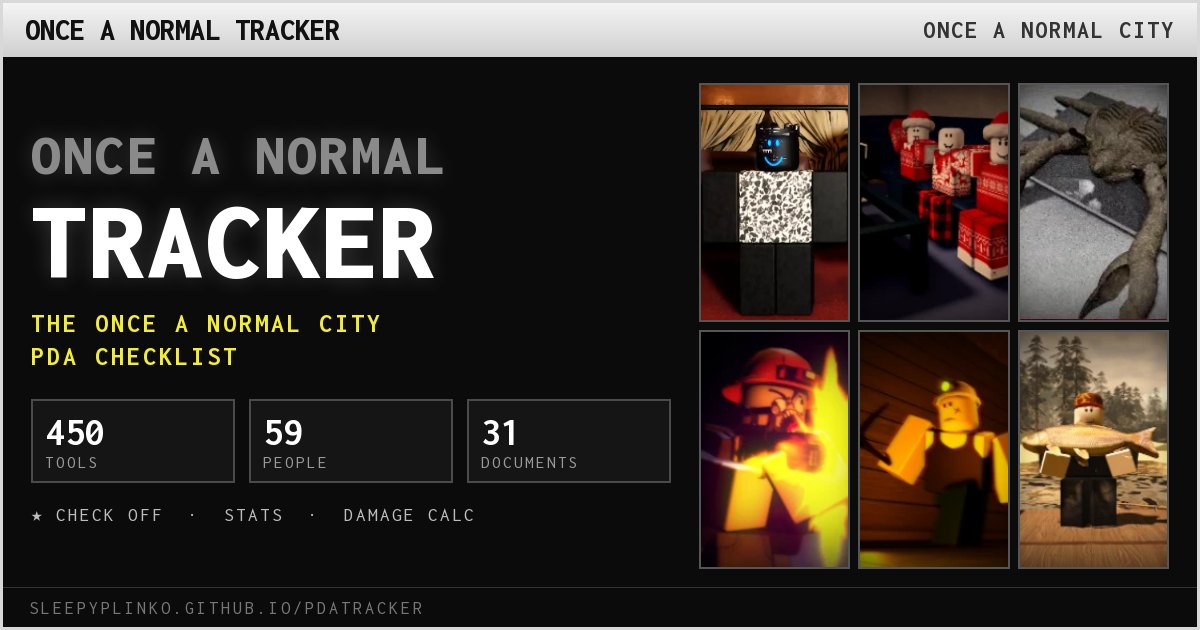 ONCE A NORMAL TRACKER
ONCE A NORMAL CITY
ONCE A NORMAL
TRACKER
THE ONCE A NORMAL CITY
PDA CHECKLIST
450
TOOLS
59
PEOPLE
31
DOCUMENTS
★ CHECK OFF · STATS · DAMAGE CALC
SLEEPYPLINKO.GITHUB.IO/PDATRACKER